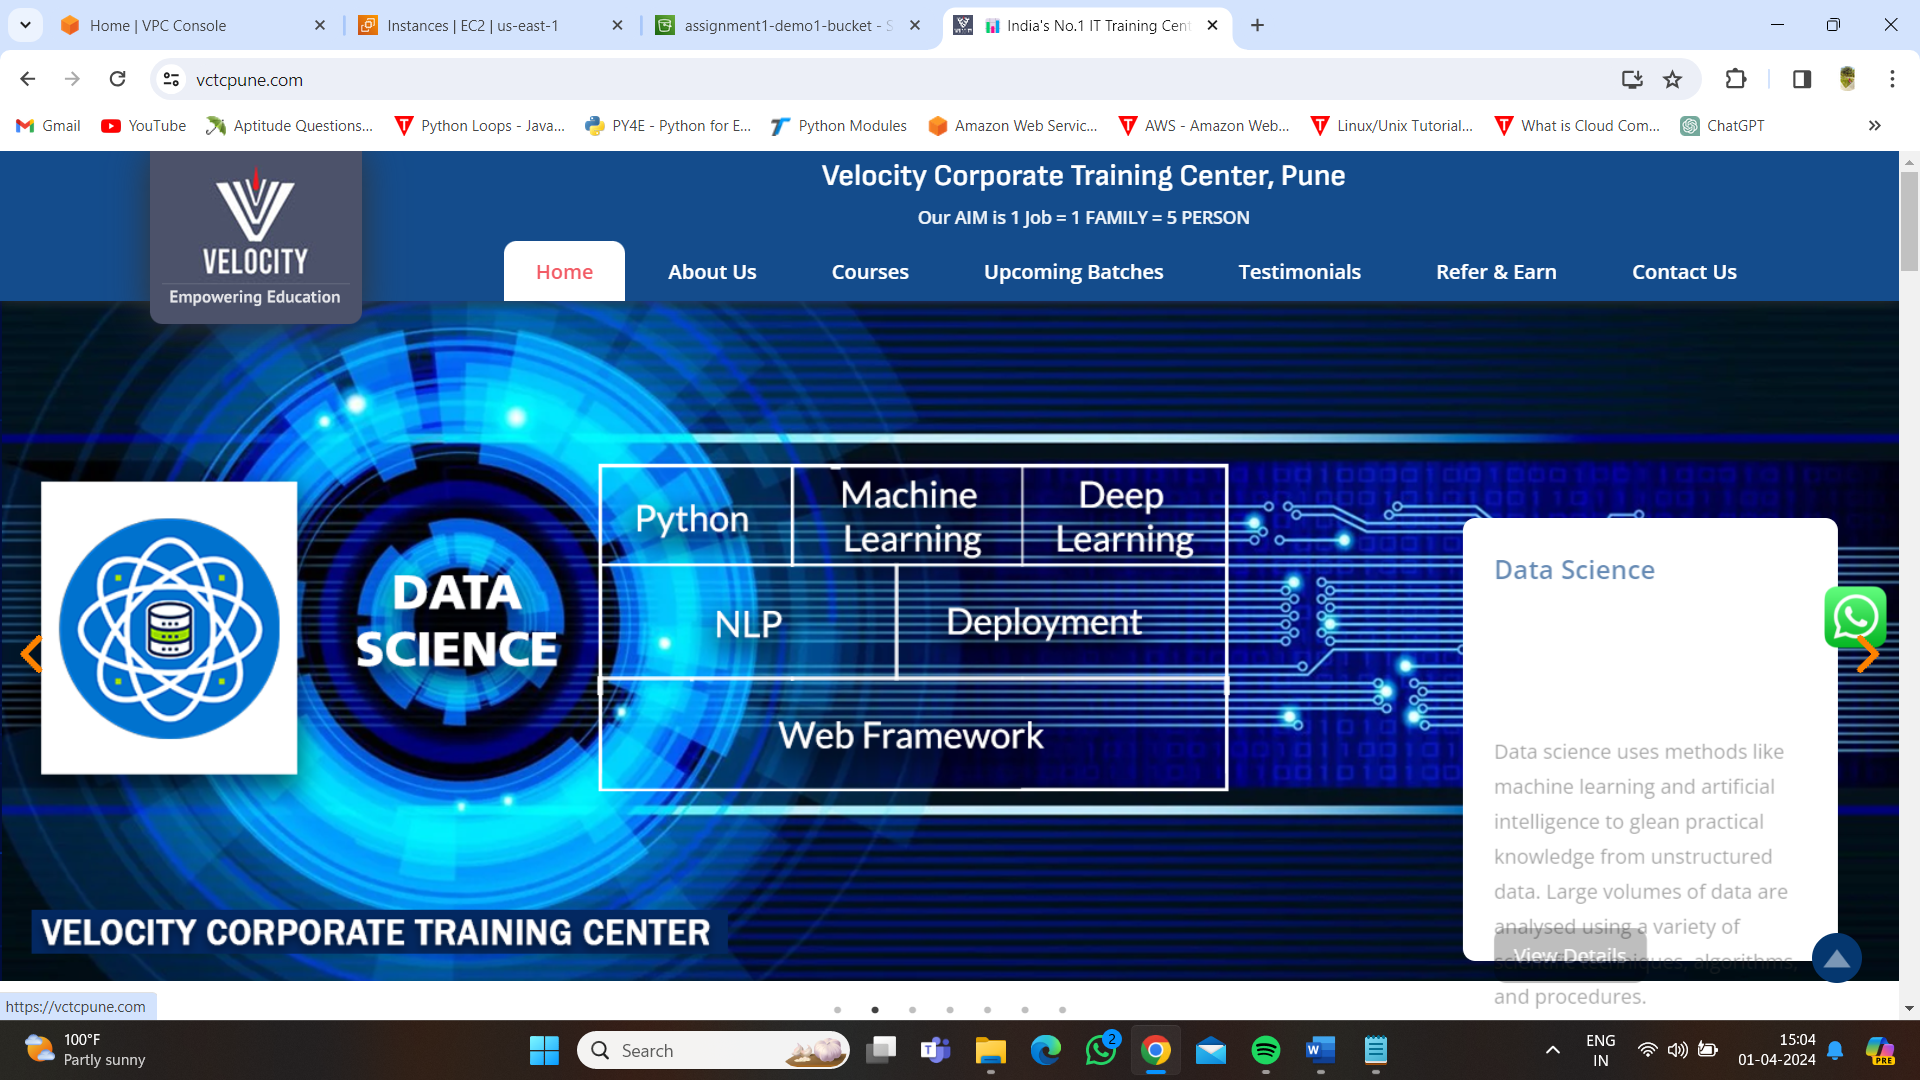 Home | VPC Console
Instances | EC2 | us-east-1
assignment1-demo1-bucket - S
India's No.1 IT Training Cent
vctcpune.com
Gmail
YouTube
Aptitude Questions...
Python Loops - Java...
PY4E - Python for E...
Python Modules
Amazon Web Servic...
AWS - Amazon Web...
Linux/Unix Tutorial...
What is Cloud Com...
ChatGPT
VELOCITY
Empowering Education
Velocity Corporate Training Center, Pune
Our AIM is 1 Job = 1 FAMILY = 5 PERSON
Home
About Us
Courses
Upcoming Batches
Testimonials
Refer & Earn
Contact Us
DATA
SCIENCE
Python
Machine
Learning
Deep
Learning
NLP
Deployment
Web Framework
VELOCITY CORPORATE TRAINING CENTER
Data Science
Data science uses methods like
machine learning and artificial
intelligence to glean practical
knowledge from unstructured
data. Large volumes of data are
analysed using a variety of
algorithms,
and procedures.
View Details
https://vctcpune.com
100°F
Partly sunny
Search
2
ENG
IN
15:04
01-04-2024
PRE